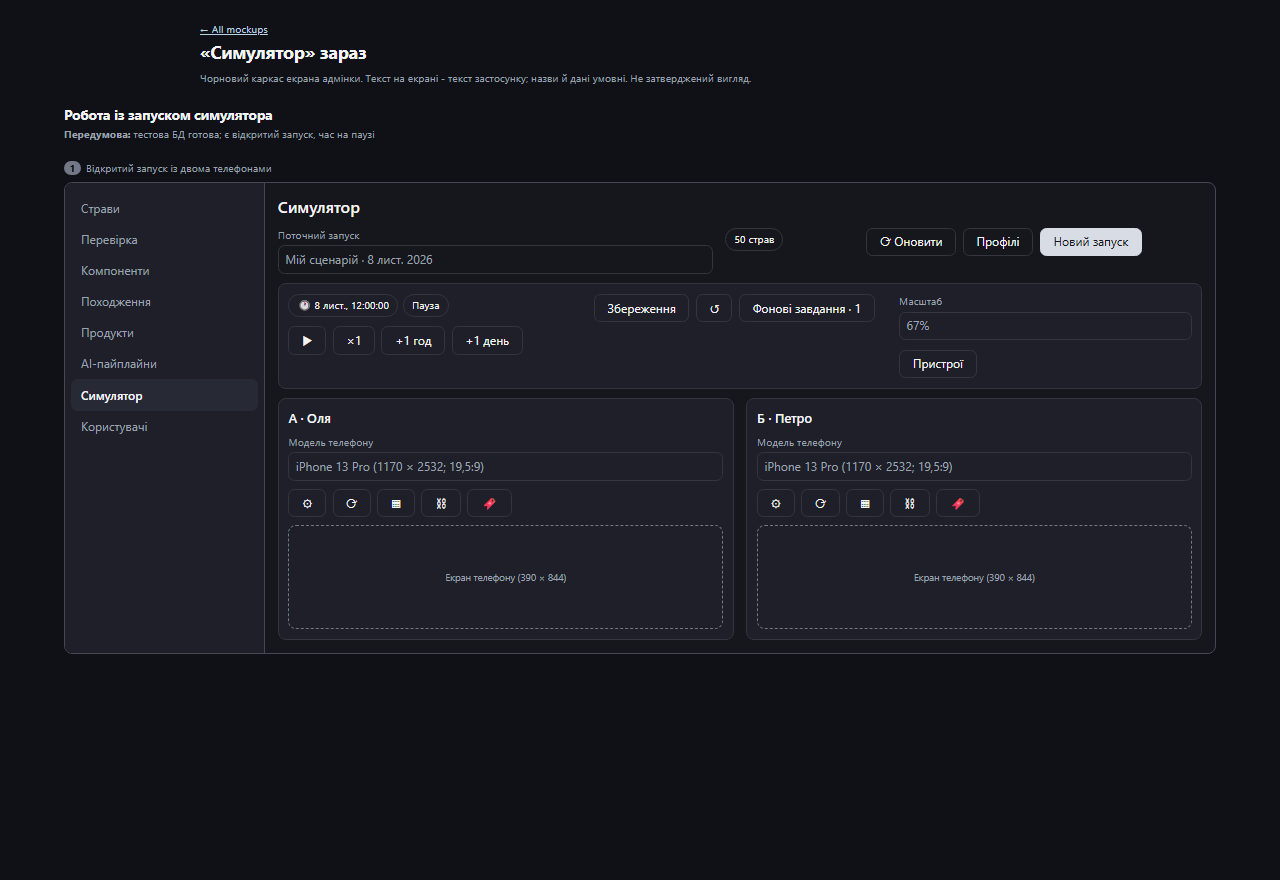 ← All mockups
«Симулятор» зараз
Чорновий каркас екрана адмінки. Текст на екрані - текст застосунку; назви й дані умовні. Не затверджений вигляд.
Робота із запуском симулятора
Передумова: тестова БД готова; є відкритий запуск, час на паузі
1 Відкритий запуск із двома телефонами
Страви
Перевірка
Компоненти
Походження
Продукти
AI-пайплайни
Симулятор
Користувачі
Симулятор
Поточний запуск
Мій сценарій · 8 лист. 2026
50 страв
⟳ Оновити
Профілі
Новий запуск
🕐 8 лист., 12:00:00
Пауза
▶
×1
+1 год
+1 день
Збереження
↺
Фонові завдання · 1
Масштаб
67%
Пристрої
А · Оля
Модель телефону
iPhone 13 Pro (1170 × 2532; 19,5:9)
Екран телефону (390 × 844)
Б · Петро
Модель телефону
iPhone 13 Pro (1170 × 2532; 19,5:9)
Екран телефону (390 × 844)